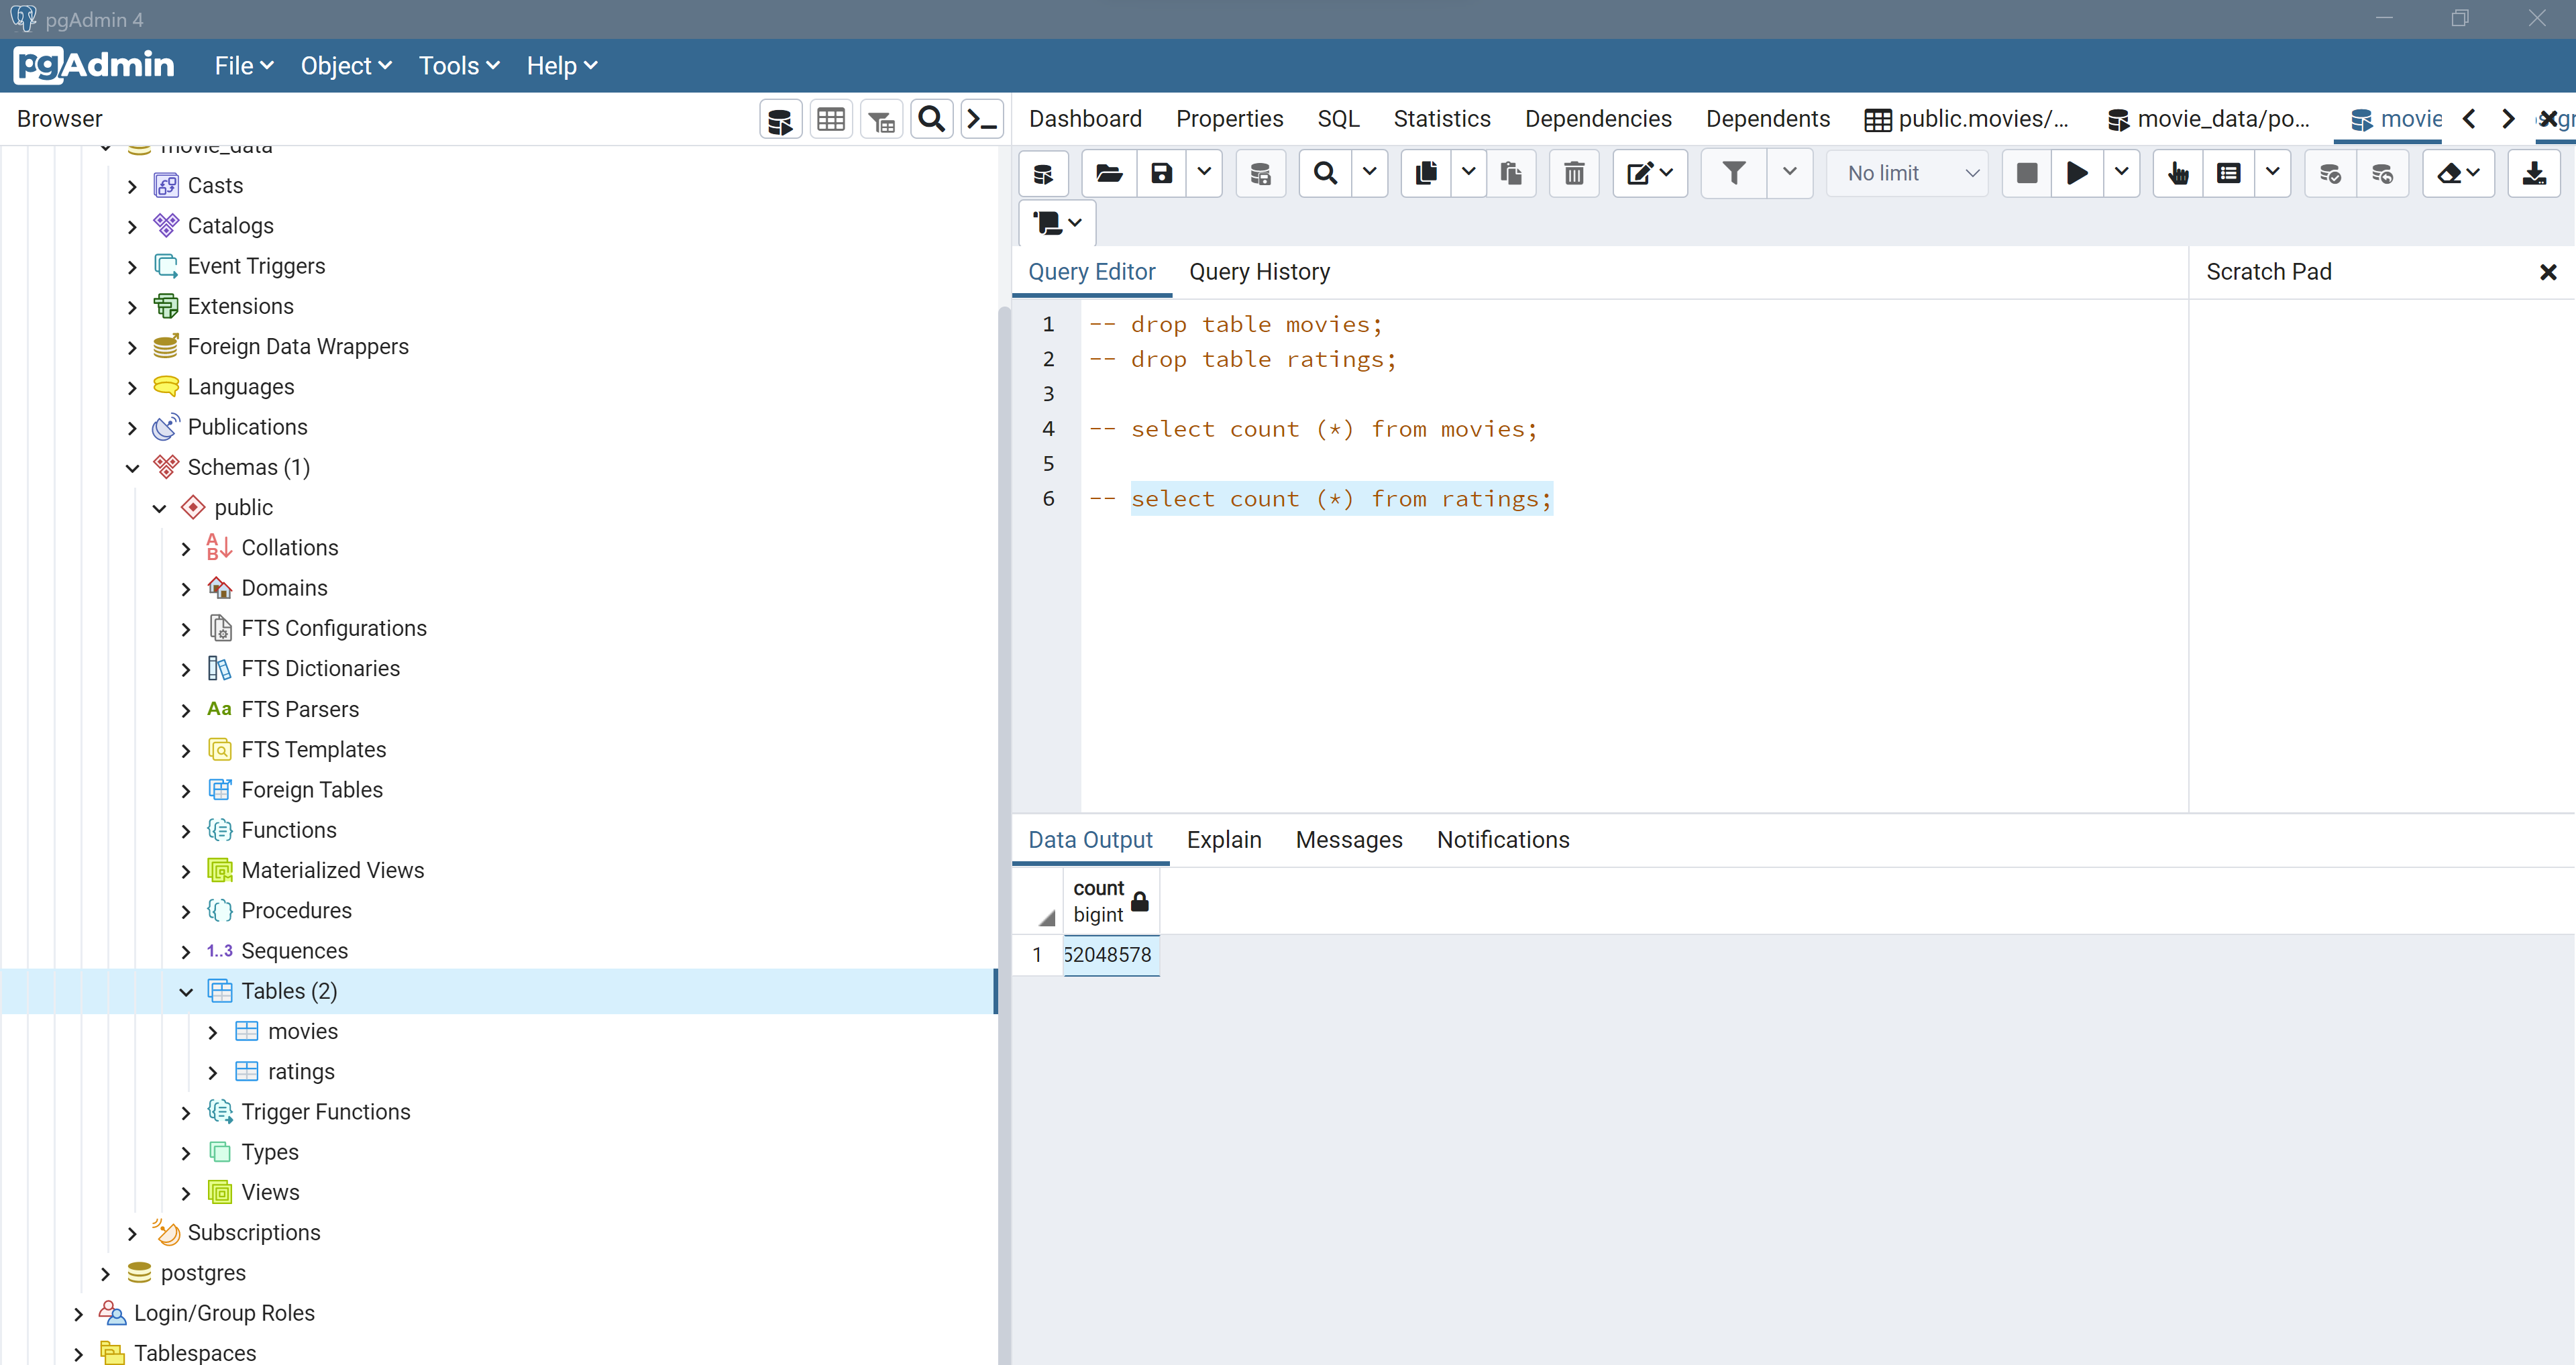 pgAdmin 4
pgAdmin File Object Tools Help
Browser
movie_data
Casts
Catalogs
Event Triggers
Extensions
Foreign Data Wrappers
Languages
Publications
Schemas (1)
public
Collations
Domains
FTS Configurations
FTS Dictionaries
Aa FTS Parsers
FTS Templates
Foreign Tables
Functions
Materialized Views
Procedures
1..3 Sequences
Tables (2)
movies
ratings
Trigger Functions
Types
Views
Subscriptions
postgres
Login/Group Roles
Tablespaces
Dashboard Properties SQL Statistics Dependencies Dependents public.movies/... movie_data/po... movie
No limit
Query Editor Query History
Scratch Pad
1 -- drop table movies;
2 -- drop table ratings;
3
4 -- select count (*) from movies;
5
6 -- select count (*) from ratings;
Data Output Explain Messages Notifications
count
bigint
1 52048578